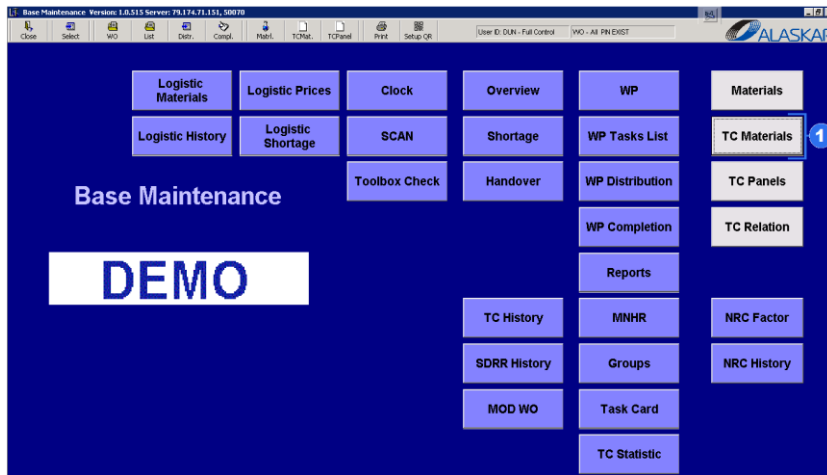 Base Maintenance Version: 1.0.515 Server: 79.174.71.151, 50070
Close Select WO List Distr. Compl. Matrl. TCMat. TCPanel Print Setup QR User ID: DUN - Full Control WO - All PIN EXIST
ALASKAR
Logistic Materials Logistic Prices Clock Overview WP Materials
Logistic History Logistic Shortage SCAN Shortage WP Tasks List TC Materials 1
Toolbox Check Handover WP Distribution TC Panels
Base Maintenance
WP Completion TC Relation
DEMO
Reports
TC History MNHR NRC Factor
SDRR History Groups NRC History
MOD WO Task Card
TC Statistic